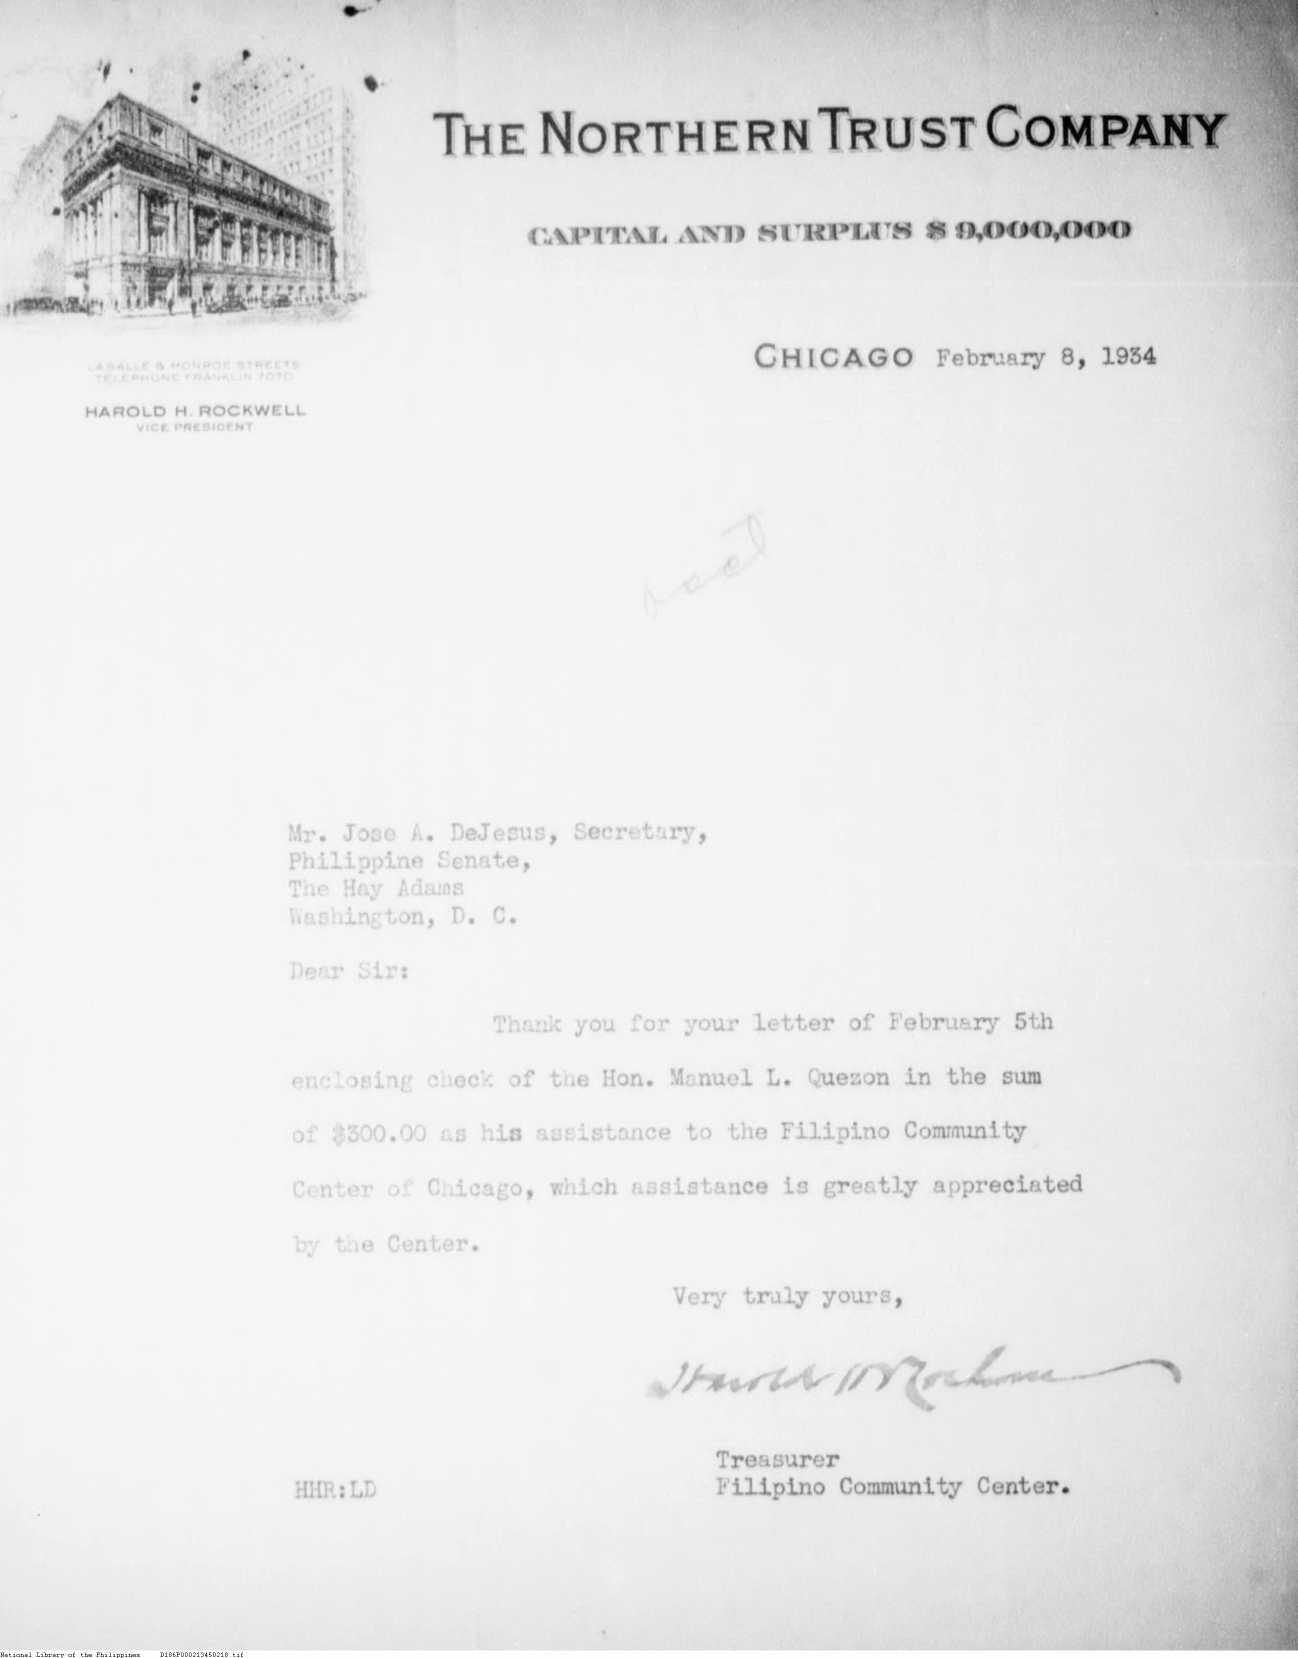 THE NORTHERN TRUST COMPANY
CAPITAL AND SURPLUS $9,000,000
LASALLE & MONROE STREETS
TELEPHONE FRANKLIN 7070
HAROLD H. ROCKWELL
VICE PRESIDENT
CHICAGO February 8, 1934
Mr. Jose A. DeJesus, Secretary,
Philippine Senate,
The Hay Adams
Washington, D. C.
Dear Sir:
Thank you for your letter of February 5th
enclosing check of the Hon. Manuel L. Quezon in the sum
of $300.00 as his assistance to the Filipino Community
Center of Chicago, which assistance is greatly appreciated
by the Center.
Very truly yours,
Harold H Rockwell
Treasurer
Filipino Community Center.
HHR:LD
National Library of the Philippines D186P000213450218.tif